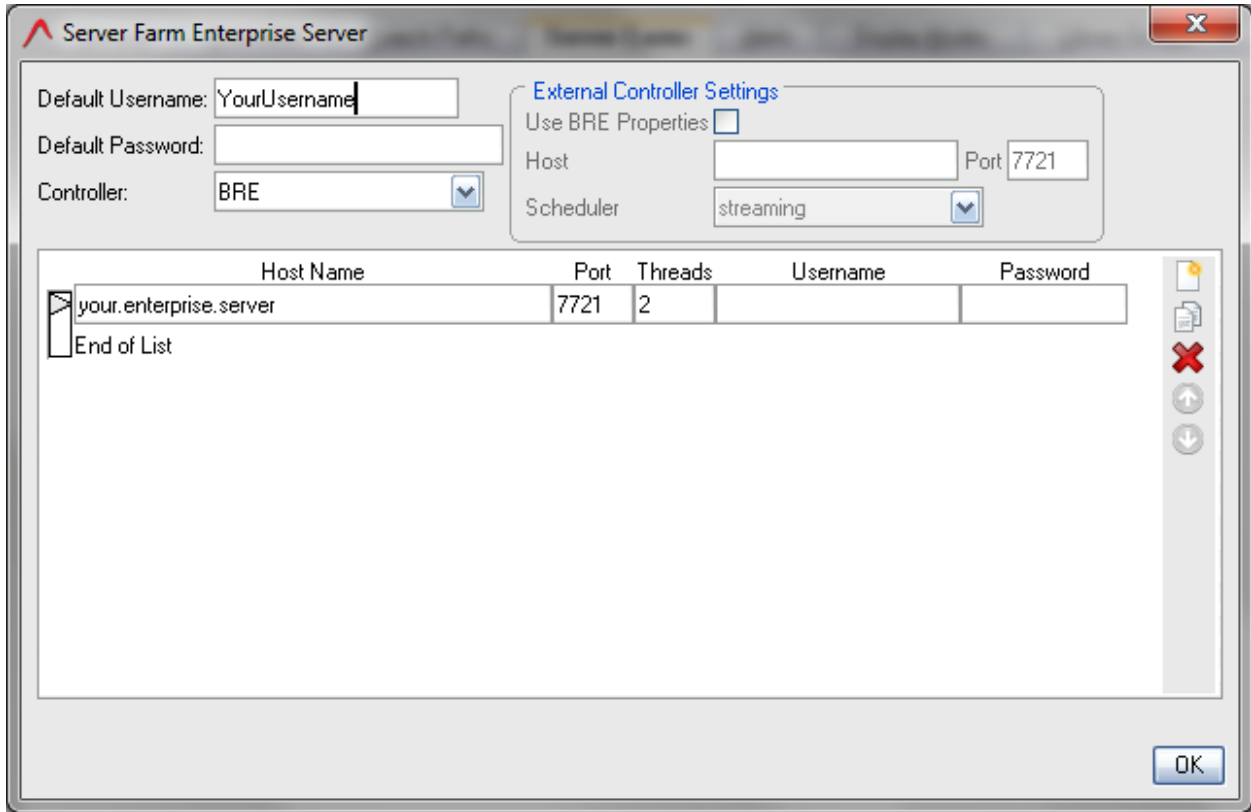 Server Farm Enterprise Server
Default Username: YourUsername
Default Password:
Controller: BRE
External Controller Settings
Use BRE Properties
Host Port 7721
Scheduler streaming
Host Name Port Threads Username Password
your.enterprise.server 7721 2
End of List
OK